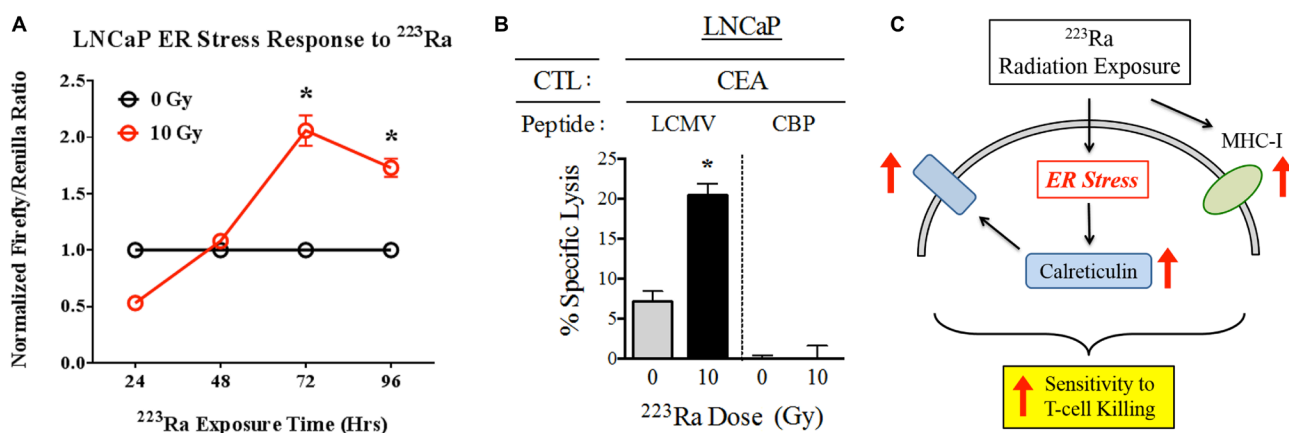 A
LNCaP ER Stress Response to ²²³Ra
Normalized Firefly/Renilla Ratio
2.5
2.0
1.5
1.0
0.5
0.0
0 Gy
10 Gy
*
*
24 48 72 96
²²³Ra Exposure Time (Hrs)
B
LNCaP
CTL : CEA
Peptide : LCMV CBP
% Specific Lysis
25
20
15
10
5
0
*
0 10 0 10
²²³Ra Dose (Gy)
C
²²³Ra
Radiation Exposure
MHC-I
ER Stress
Calreticulin
Sensitivity to
T-cell Killing